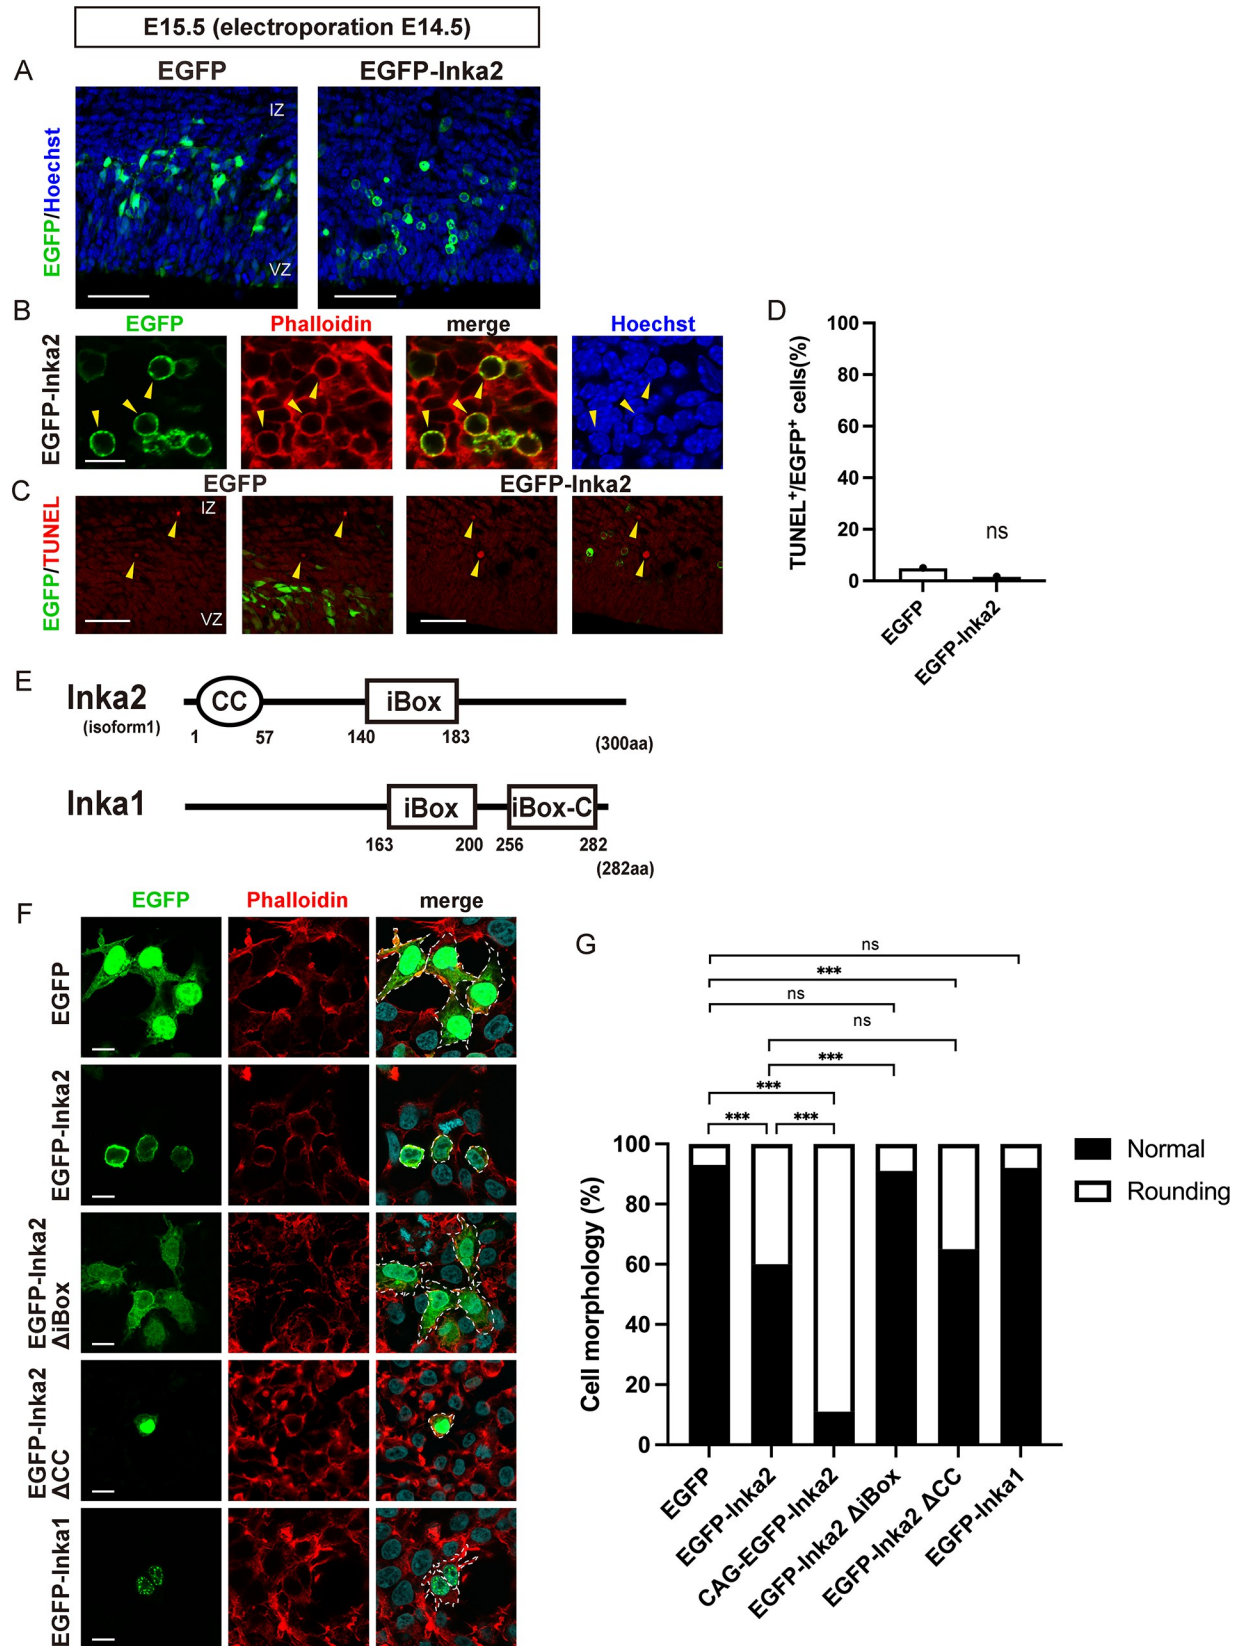 E15.5 (electroporation E14.5)
A
EGFP
EGFP-Inka2
EGFP/Hoechst
IZ
VZ
B
EGFP
Phalloidin
merge
Hoechst
EGFP-Inka2
C
EGFP
EGFP-Inka2
EGFP/TUNEL
IZ
VZ
D
TUNEL⁺/EGFP⁺ cells(%)
100
80
60
40
20
0
ns
EGFP
EGFP-Inka2
E
Inka2
(isoform1)
CC
iBox
1
57
140
183
(300aa)
Inka1
iBox
iBox-C
163
200
256
282
(282aa)
F
EGFP
Phalloidin
merge
EGFP
EGFP-Inka2
EGFP-Inka2
ΔiBox
EGFP-Inka2
ΔCC
EGFP-Inka1
G
ns
***
ns
ns
***
***
***
***
Cell morphology (%)
100
80
60
40
20
0
Normal
Rounding
EGFP
EGFP-Inka2
CAG-EGFP-Inka2
EGFP-Inka2 ΔiBox
EGFP-Inka2 ΔCC
EGFP-Inka1